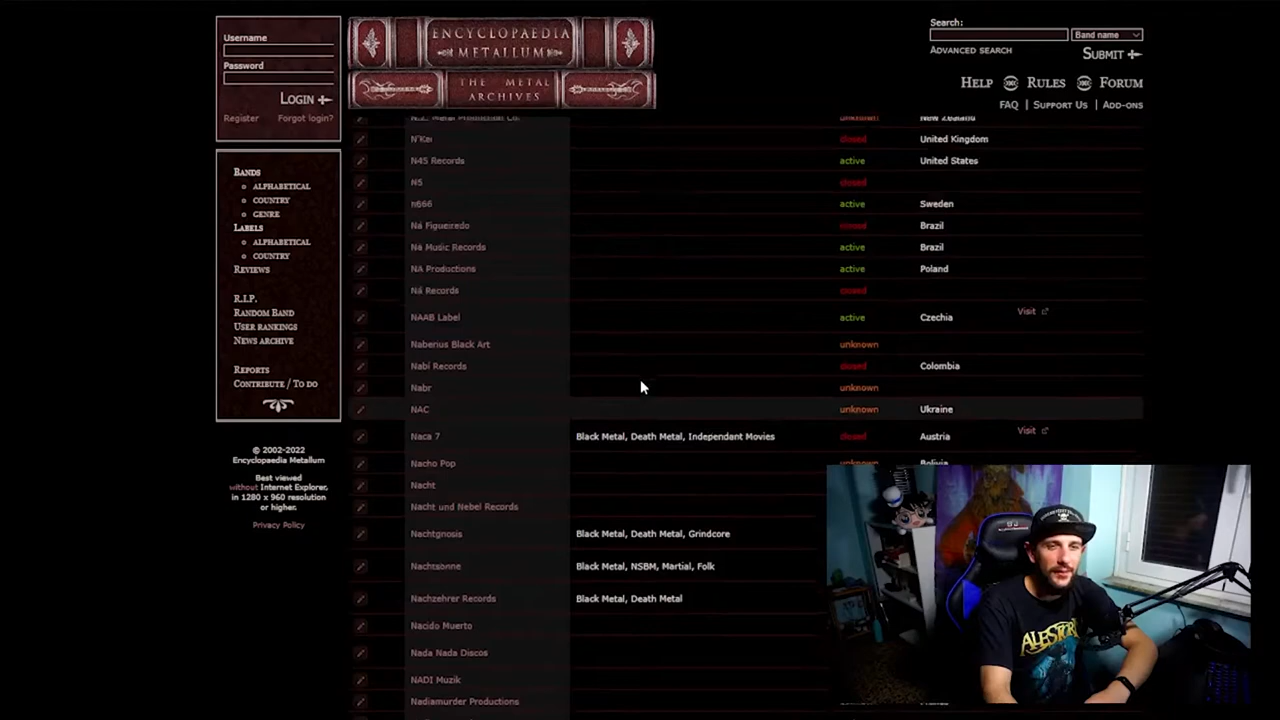 Username
Password
LOGIN
Register Forgot login?
ENCYCLOPAEDIA
METALLUM
THE METAL
ARCHIVES
Search:
Band name
ADVANCED SEARCH
SUBMIT
HELP RULES FORUM
FAQ | SUPPORT US | ADD-ONS
BANDS
ALPHABETICAL
COUNTRY
GENRE
LABELS
ALPHABETICAL
COUNTRY
REVIEWS
R.I.P.
RANDOM BAND
USER RANKINGS
NEWS ARCHIVE
REPORTS
CONTRIBUTE / TO DO
© 2002-2022
Encyclopaedia Metallum
Best viewed
without Internet Explorer,
in 1280 x 960 resolution
or higher.
Privacy Policy
N.Z. Metal Production Co. unknown New Zealand
N'Kei closed United Kingdom
N45 Records active United States
N5 closed
n666 active Sweden
Ná Figueiredo closed Brazil
Na Music Records active Brazil
NA Productions active Poland
Ná Records closed
NAAB Label active Czechia Visit
Naberius Black Art unknown
Nabi Records closed Colombia
Nabr unknown
NAC unknown Ukraine
Naca 7 Black Metal, Death Metal, Independant Movies closed Austria Visit
Nacho Pop unknown Bolivia
Nacht
Nacht und Nebel Records
Nachtgnosis Black Metal, Death Metal, Grindcore
Nachtsonne Black Metal, NSBM, Martial, Folk
Nachzehrer Records Black Metal, Death Metal
Nacido Muerto
Nada Nada Discos
NADI Muzik
Nadiamurder Productions
ALESTORM